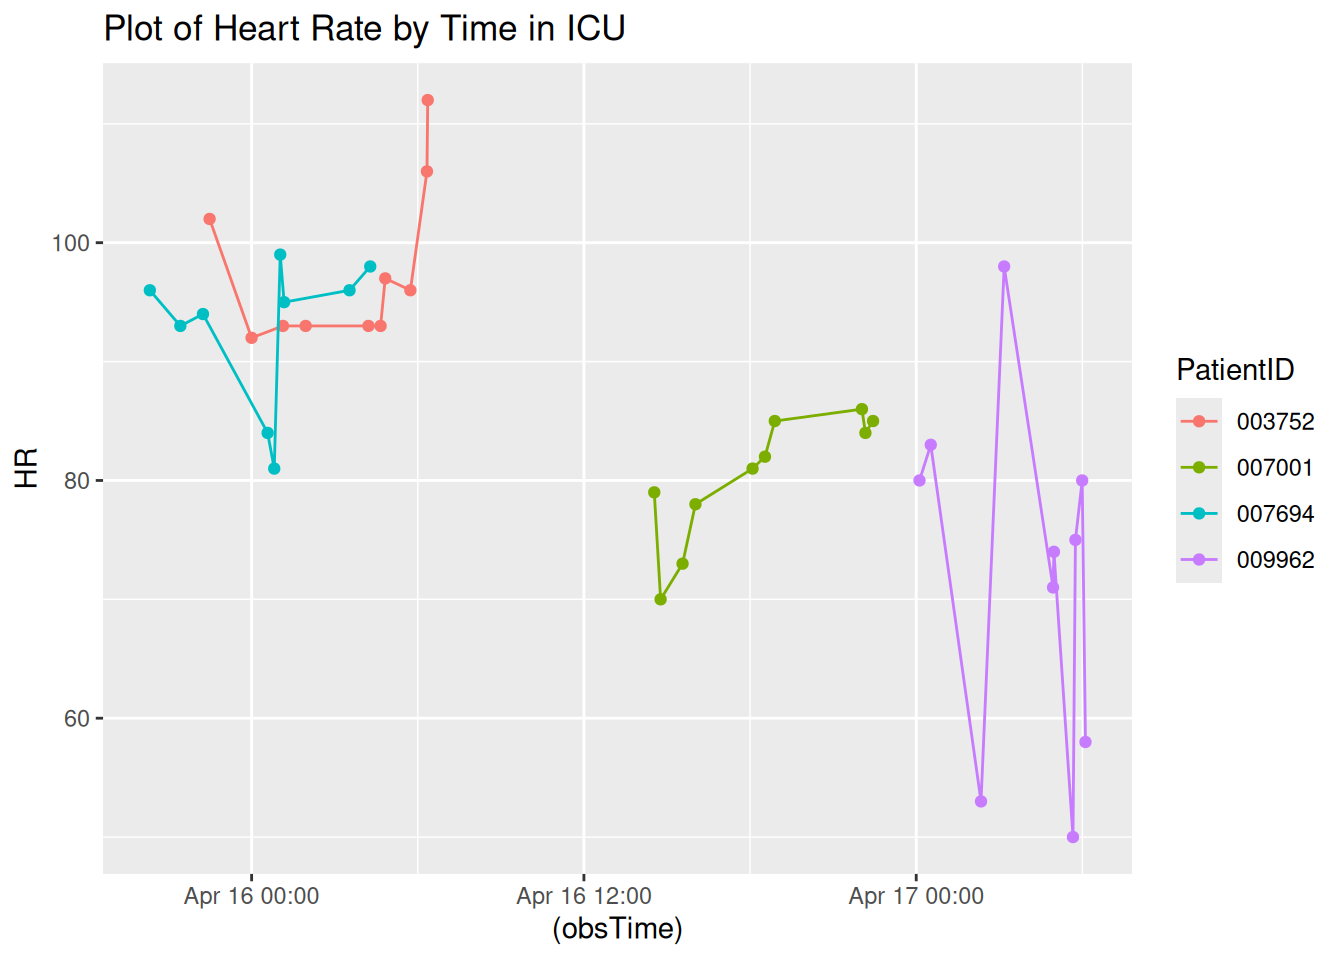 Plot of Heart Rate by Time in ICU
HR
100
80
60
Apr 16 00:00
Apr 16 12:00
Apr 17 00:00
(obsTime)
PatientID
003752
007001
007694
009962